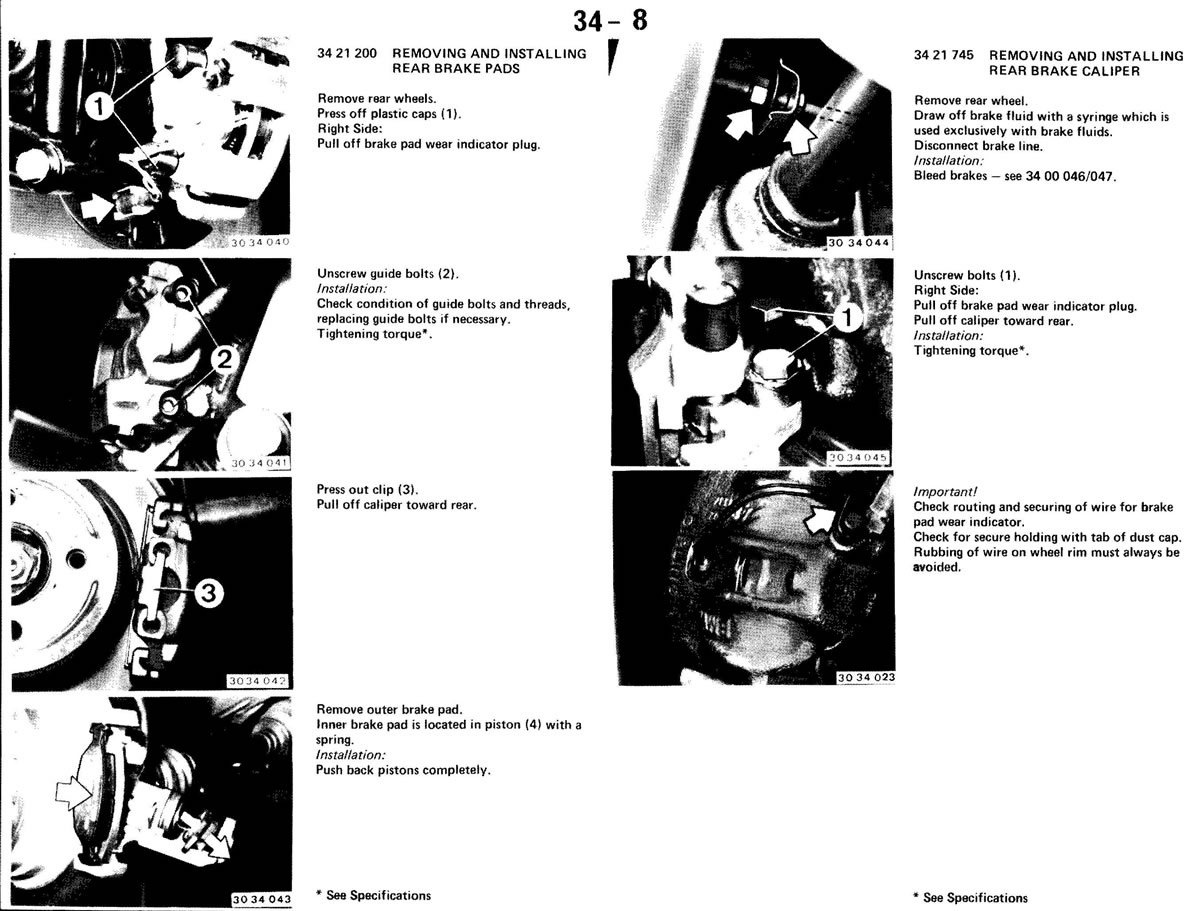 34 - 8
34 21 200 REMOVING AND INSTALLING
REAR BRAKE PADS
Remove rear wheels.
Press off plastic caps (1).
Right Side:
Pull off brake pad wear indicator plug.
1
30 34 040
Unscrew guide bolts (2).
Installation:
Check condition of guide bolts and threads,
replacing guide bolts if necessary.
Tightening torque*.
2
30 34 041
Press out clip (3).
Pull off caliper toward rear.
3
30 34 042
Remove outer brake pad.
Inner brake pad is located in piston (4) with a
spring.
Installation:
Push back pistons completely.
30 34 043
* See Specifications
34 21 745 REMOVING AND INSTALLING
REAR BRAKE CALIPER
Remove rear wheel.
Draw off brake fluid with a syringe which is
used exclusively with brake fluids.
Disconnect brake line.
Installation:
Bleed brakes — see 34 00 046/047.
30 34 044
Unscrew bolts (1).
Right Side:
Pull off brake pad wear indicator plug.
Pull off caliper toward rear.
Installation:
Tightening torque*.
1
30 34 045
Important!
Check routing and securing of wire for brake
pad wear indicator.
Check for secure holding with tab of dust cap.
Rubbing of wire on wheel rim must always be
avoided.
30 34 023
* See Specifications